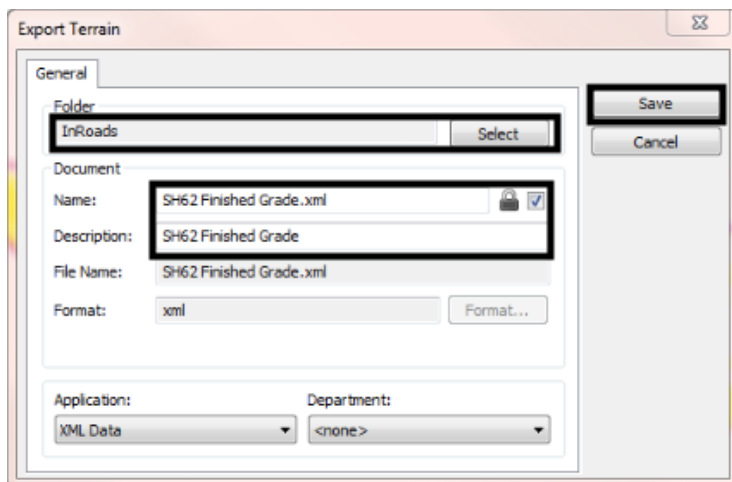 Export Terrain
General
Folder
InRoads Select
Save
Cancel
Document
Name: SH62 Finished Grade.xml
Description: SH62 Finished Grade
File Name: SH62 Finished Grade.xml
Format: xml Format...
Application: Department:
XML Data <none>